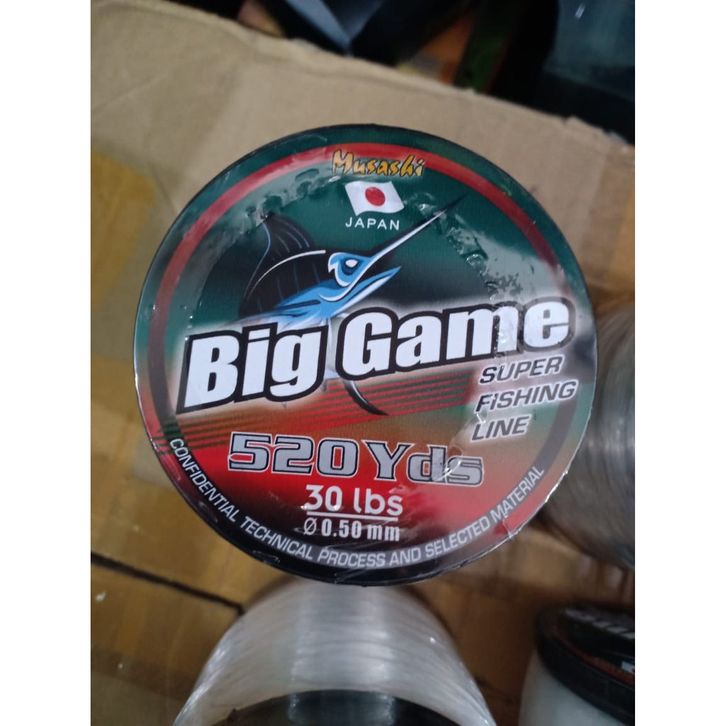 Musashi
JAPAN
Big Game
SUPER
FiSHING
LINE
520 Yds
30 lbs
Ø 0.50 mm
CONFIDENTIAL TECHNICAL PROCESS AND SELECTED MATERIAL